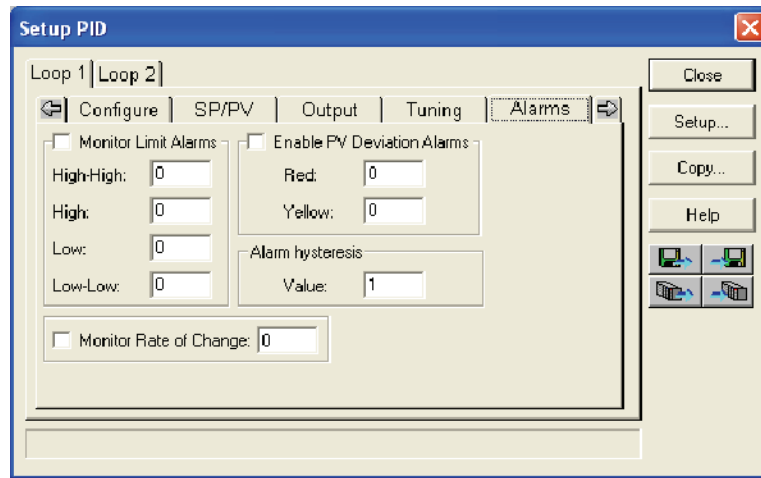 Setup PID
Loop 1 Loop 2
Configure SP/PV Output Tuning Alarms
Monitor Limit Alarms
High-High: 0
High: 0
Low: 0
Low-Low: 0
Enable PV Deviation Alarms
Red: 0
Yellow: 0
Alarm hysteresis
Value: 1
Monitor Rate of Change: 0
Close
Setup...
Copy...
Help